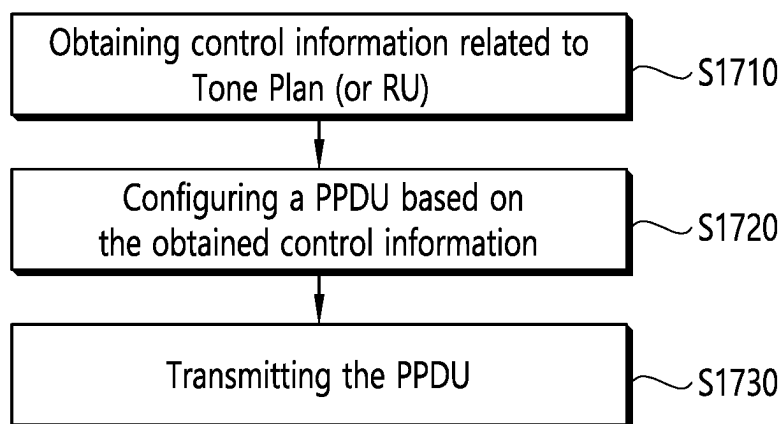 Obtaining control information related to
Tone Plan (or RU)
S1710
Configuring a PPDU based on
the obtained control information
S1720
Transmitting the PPDU
S1730